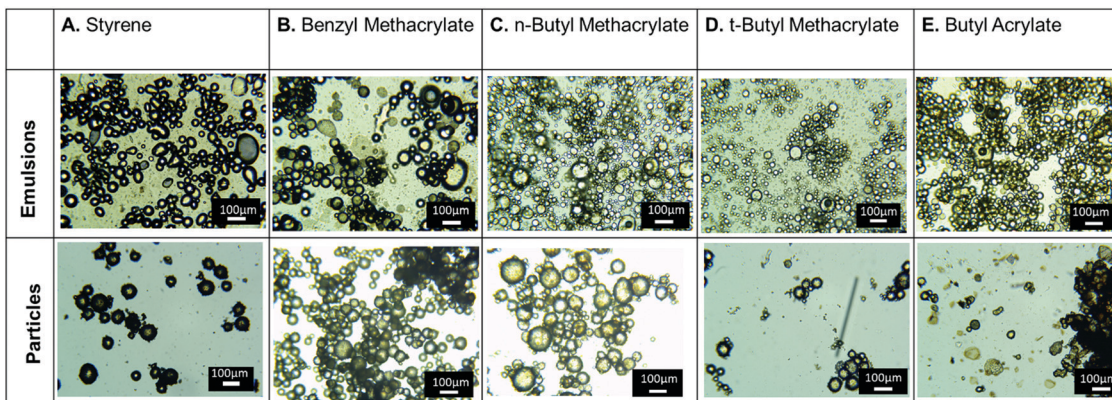 A. Styrene
B. Benzyl Methacrylate
C. n-Butyl Methacrylate
D. t-Butyl Methacrylate
E. Butyl Acrylate
Emulsions
100μm
100μm
100μm
100μm
100μm
Particles
100μm
100μm
100μm
100μm
100μm